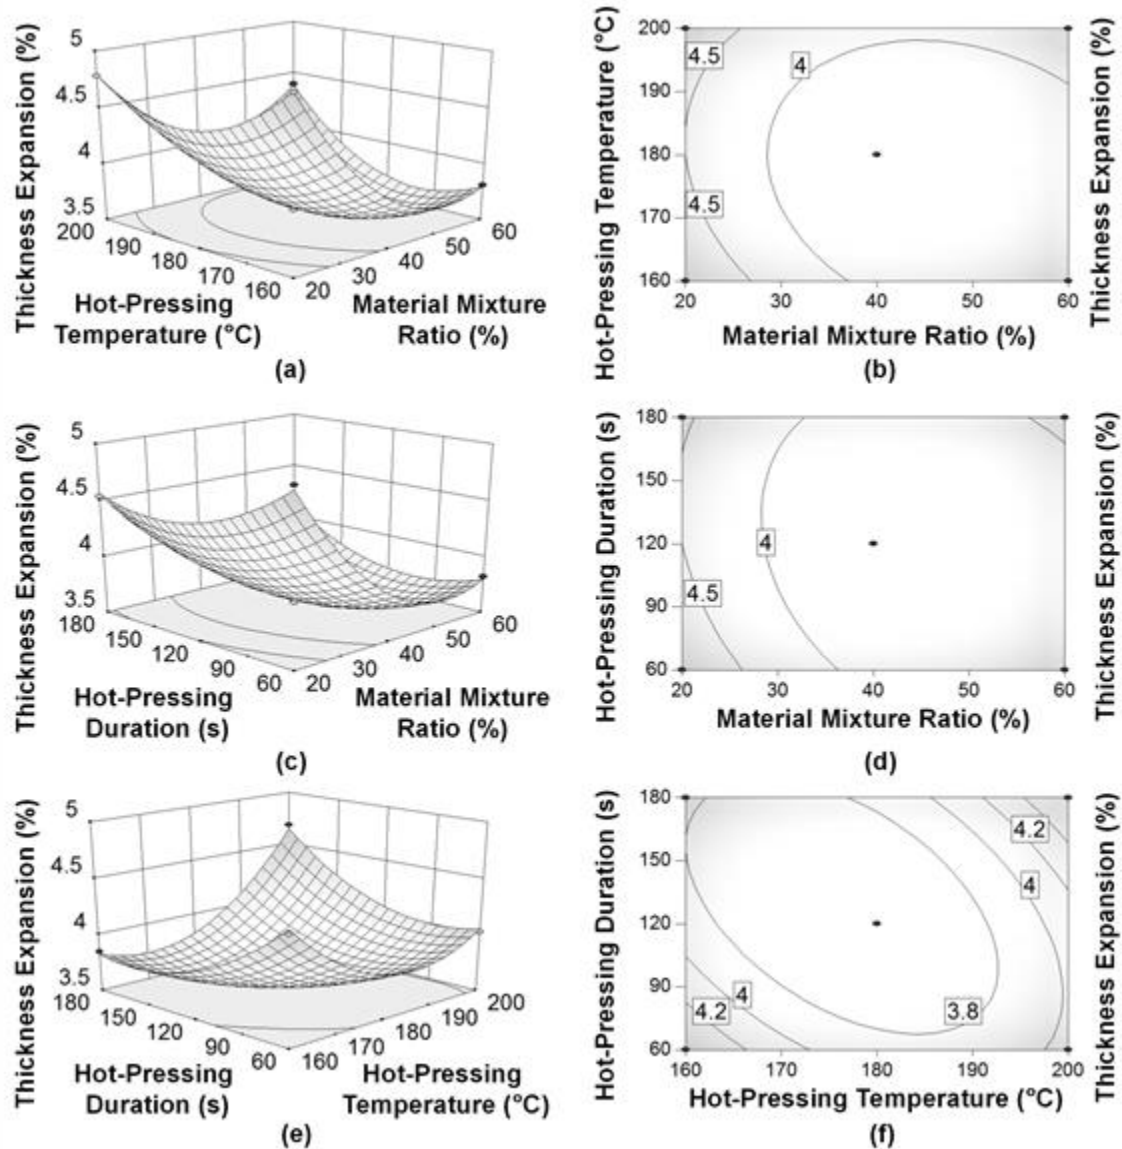 Thickness Expansion (%)
5
4.5
4
3.5
200
190
180
170
160
20
30
40
50
60
Hot-Pressing
Temperature (°C)
Material Mixture
Ratio (%)
(a)
Hot-Pressing Temperature (°C)
200
190
180
170
160
4.5
4
4.5
20
30
40
50
60
Material Mixture Ratio (%)
Thickness Expansion (%)
(b)
Thickness Expansion (%)
5
4.5
4
3.5
180
150
120
90
60
20
30
40
50
60
Hot-Pressing
Duration (s)
Material Mixture
Ratio (%)
(c)
Hot-Pressing Duration (s)
180
150
120
90
60
4
4.5
20
30
40
50
60
Material Mixture Ratio (%)
Thickness Expansion (%)
(d)
Thickness Expansion (%)
5
4.5
4
3.5
180
150
120
90
60
160
170
180
190
200
Hot-Pressing
Duration (s)
Hot-Pressing
Temperature (°C)
(e)
Hot-Pressing Duration (s)
180
150
120
90
60
4.2
4
4
4.2
3.8
160
170
180
190
200
Hot-Pressing Temperature (°C)
Thickness Expansion (%)
(f)